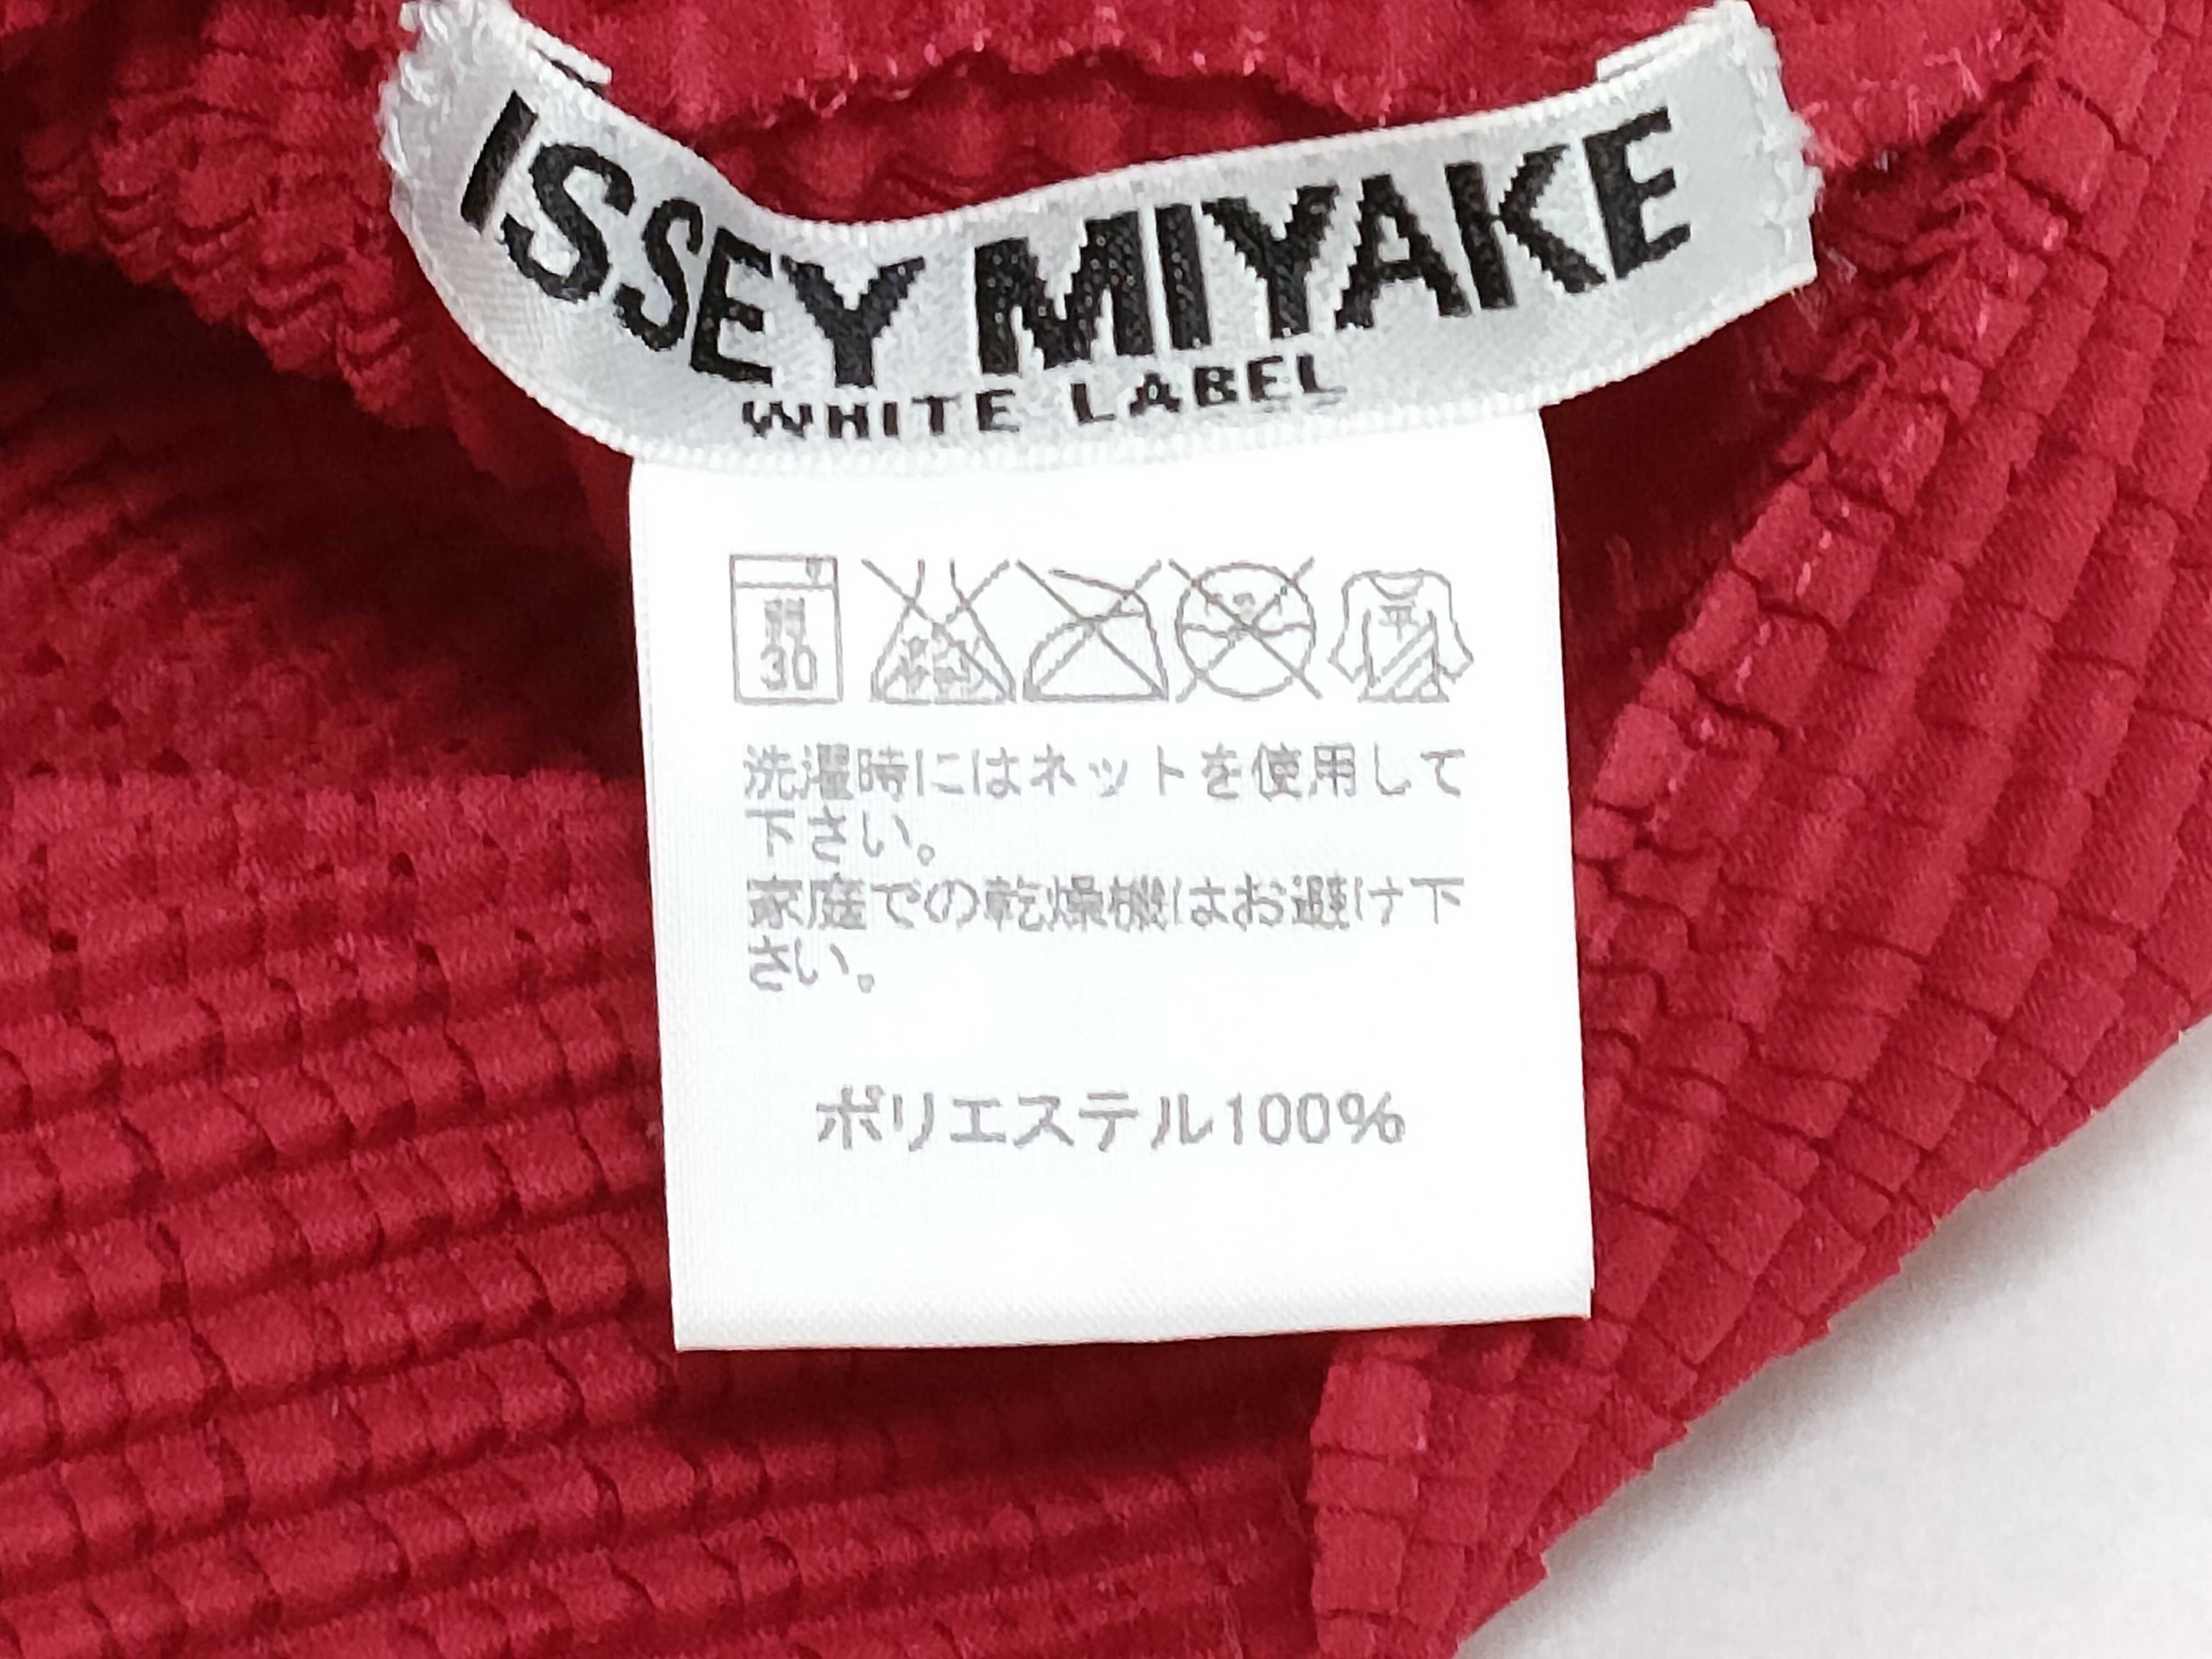 ISSEY MIYAKE
WHITE LABEL
30
平
洗濯時にはネットを使用して
下さい。
家庭での乾燥機はお避け下
さい。
ポリエステル100%